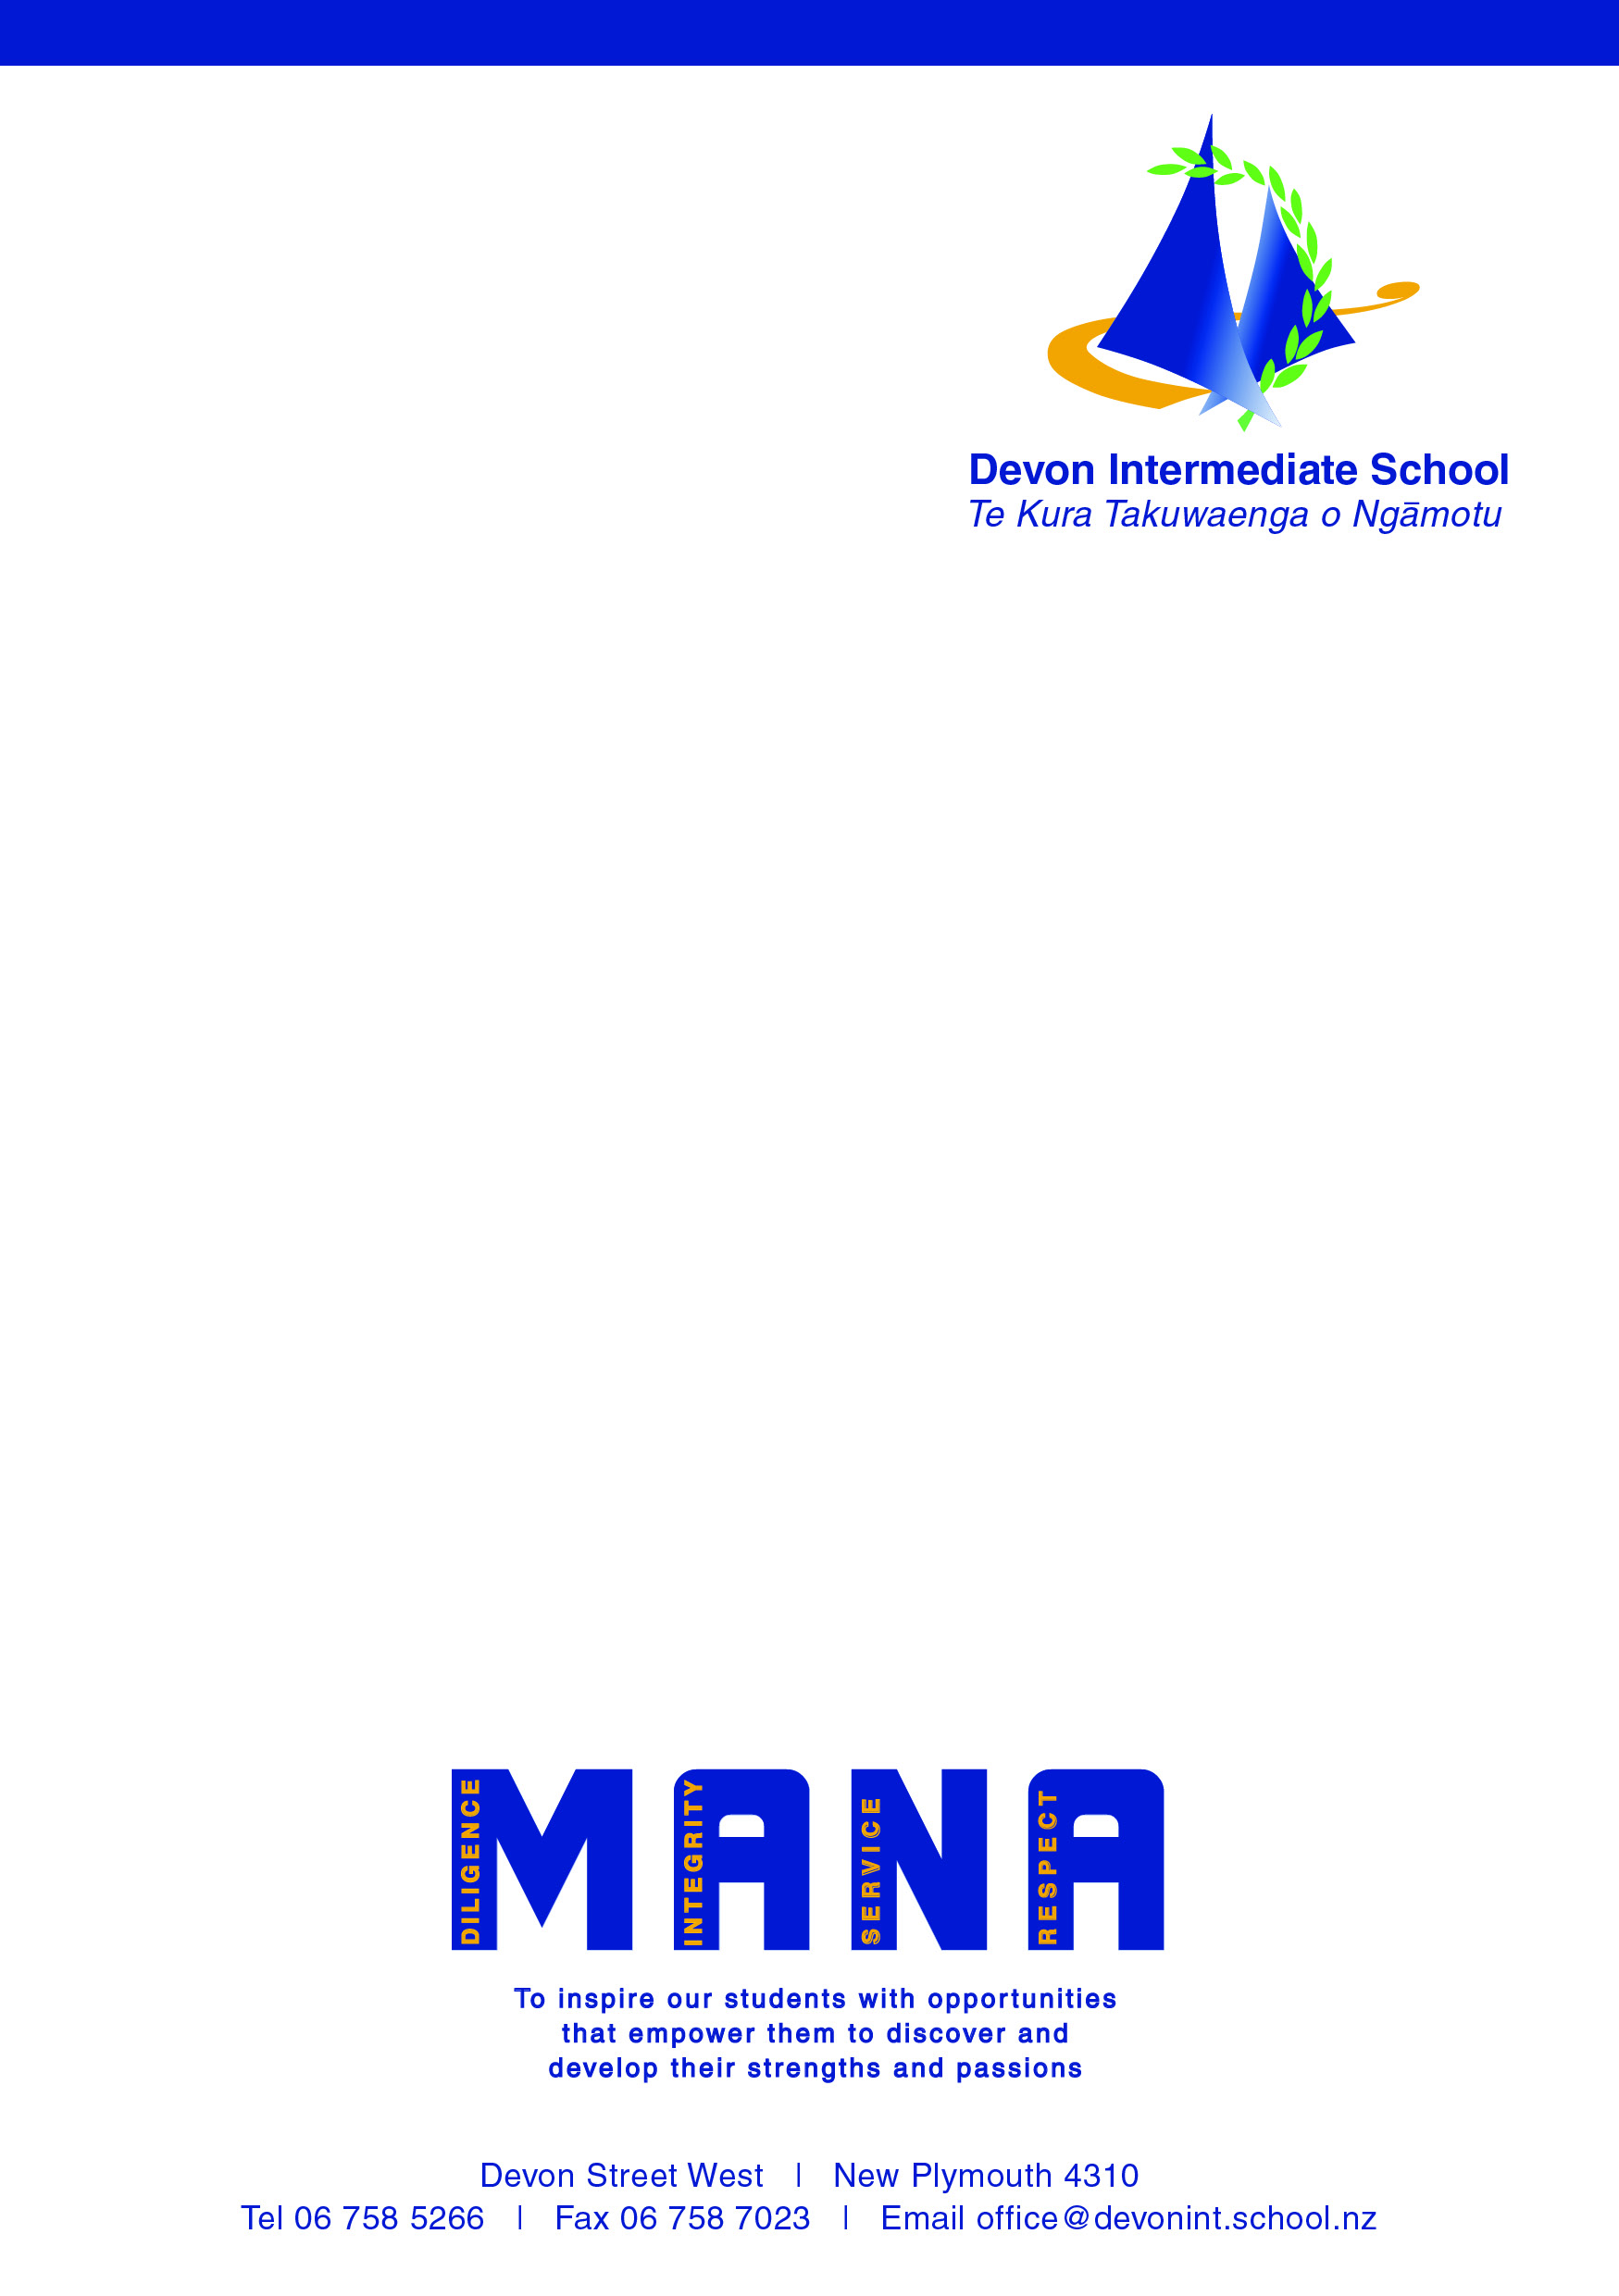 Devon Intermediate School
Te Kura Takuwaenga o Ngāmotu
MANA
DILIGENCE
INTEGRITY
SERVICE
RESPECT
To inspire our students with opportunities
that empower them to discover and
develop their strengths and passions
Devon Street West | New Plymouth 4310
Tel 06 758 5266 | Fax 06 758 7023 | Email office@devonint.school.nz